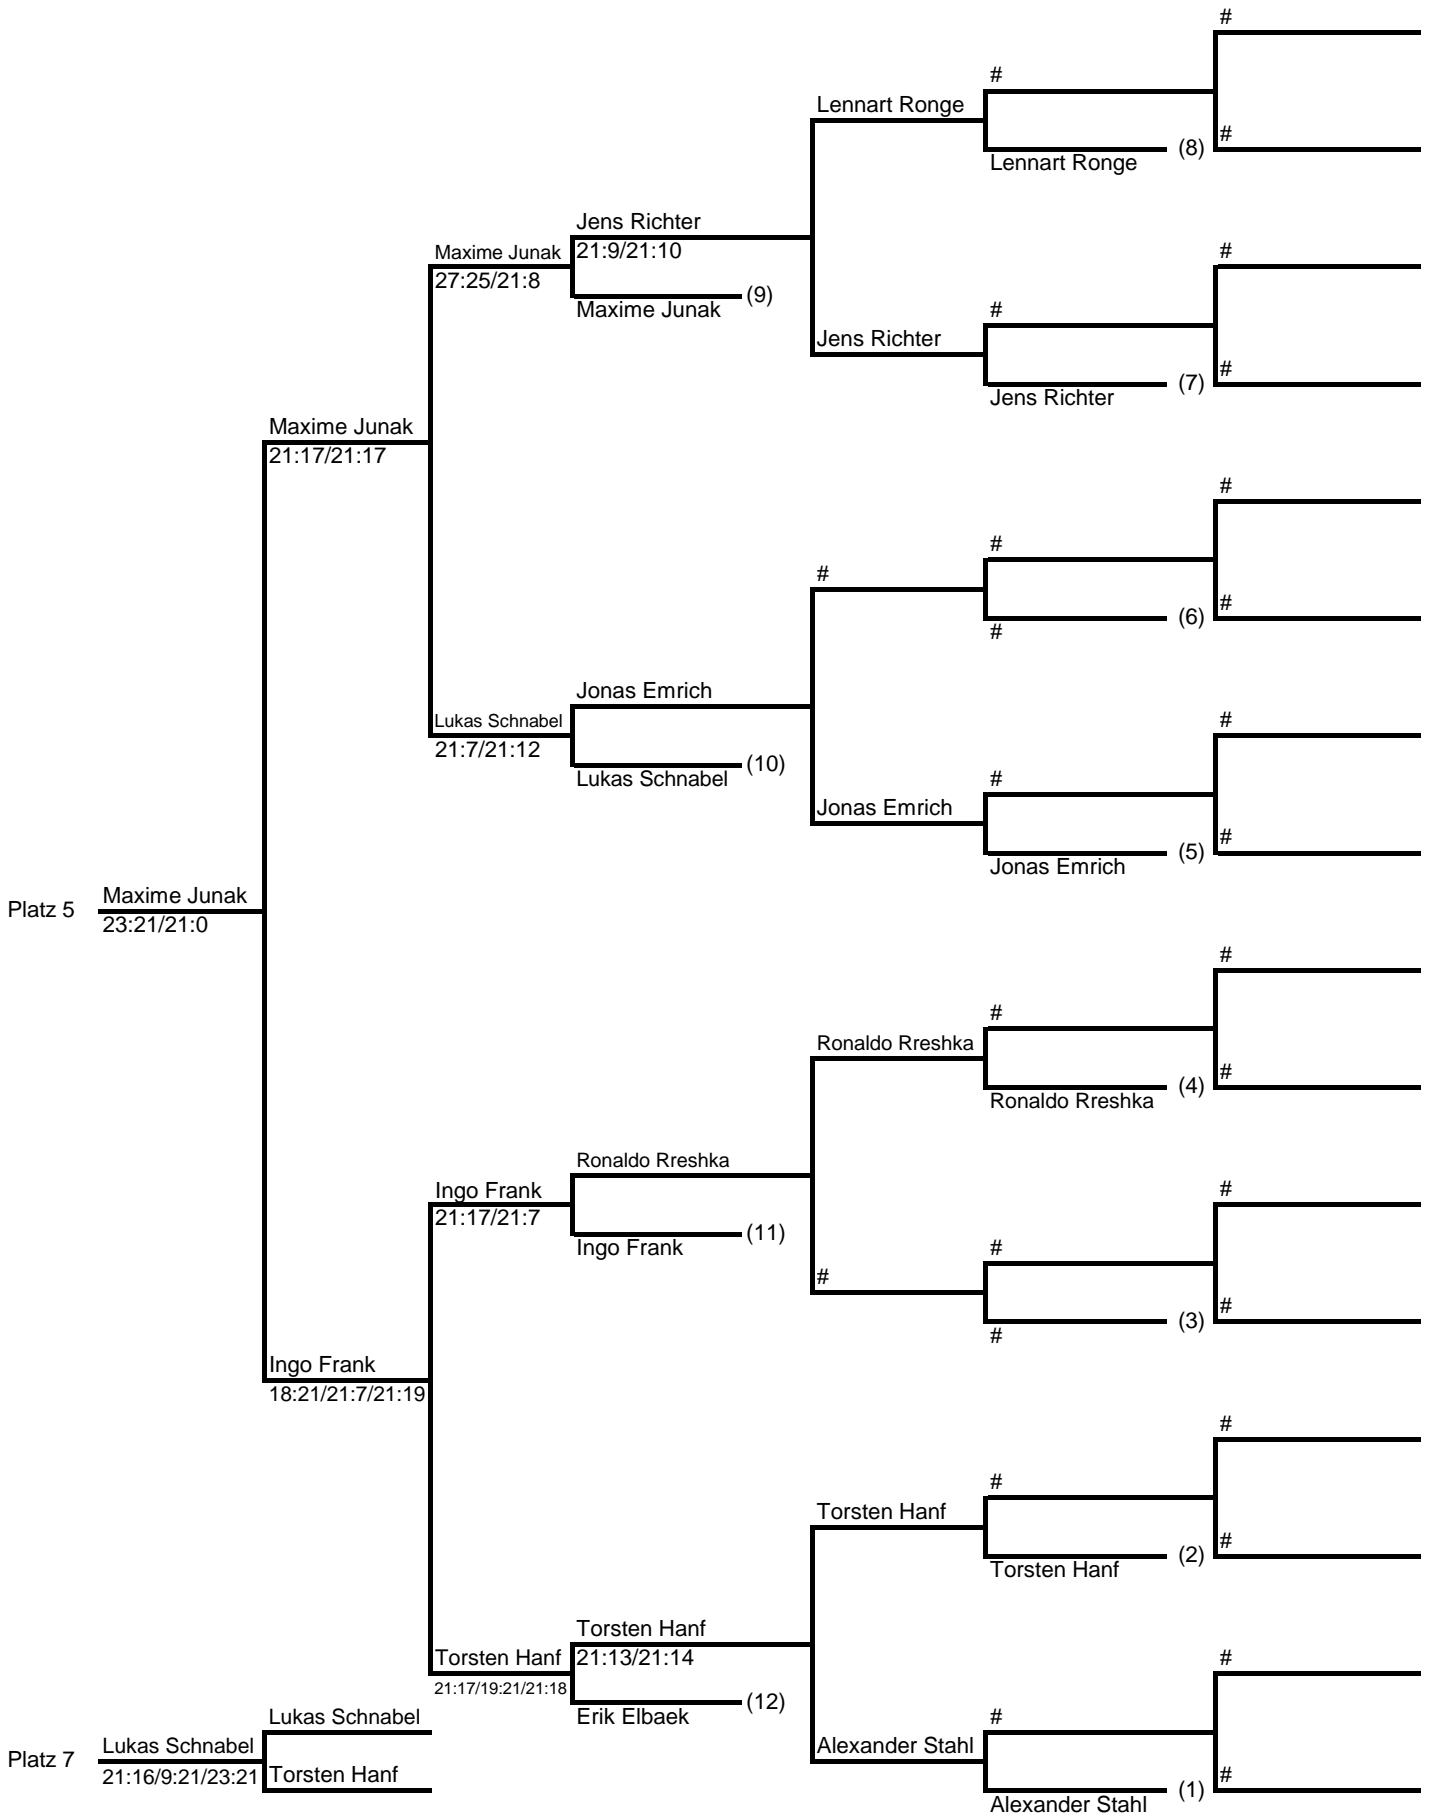 #
#
Lennart Ronge
#
(8)
Lennart Ronge
Jens Richter
Maxime Junak
21:9/21:10
#
27:25/21:8
(9)
Maxime Junak
#
Jens Richter
#
(7)
Jens Richter
Maxime Junak
21:17/21:17
#
#
#
#
(6)
#
Jonas Emrich
Lukas Schnabel
#
21:7/21:12
(10)
Lukas Schnabel
#
Jonas Emrich
#
(5)
Jonas Emrich
Maxime Junak
Platz 5
23:21/21:0
#
#
Ronaldo Rreshka
#
(4)
Ronaldo Rreshka
Ronaldo Rreshka
Ingo Frank
#
21:17/21:7
(11)
Ingo Frank
#
#
#
(3)
#
Ingo Frank
18:21/21:7/21:19
#
#
Torsten Hanf
#
(2)
Torsten Hanf
Torsten Hanf
Torsten Hanf
21:13/21:14
#
21:17/19:21/21:18
(12)
Erik Elbaek
Lukas Schnabel
#
Lukas Schnabel
Alexander Stahl
Platz 7
21:16/9:21/23:21
Torsten Hanf
#
(1)
Alexander Stahl